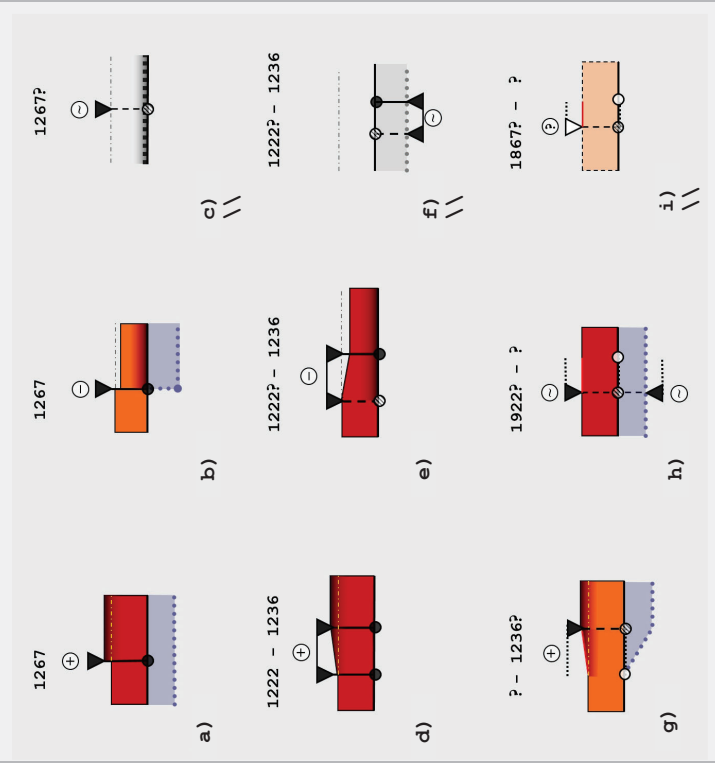 1267
+
a)
1267
−
b)
1267?
~
c)
//
1222 - 1236
+
d)
1222? - 1236
−
e)
1222? - 1236
~
f)
//
? - 1236?
+
g)
1922? - ?
~
~
h)
1867? - ?
?
i)
//